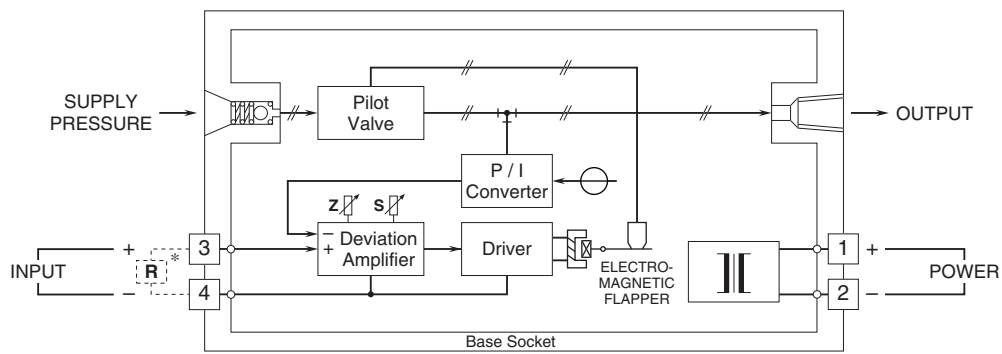 SUPPLY
PRESSURE
Pilot
Valve
OUTPUT
P / I
Converter
Z
S
INPUT
+
−
R
*
3
4
−
+
Deviation
Amplifier
Driver
ELECTRO-
MAGNETIC
FLAPPER
1
2
+
−
POWER
Base Socket